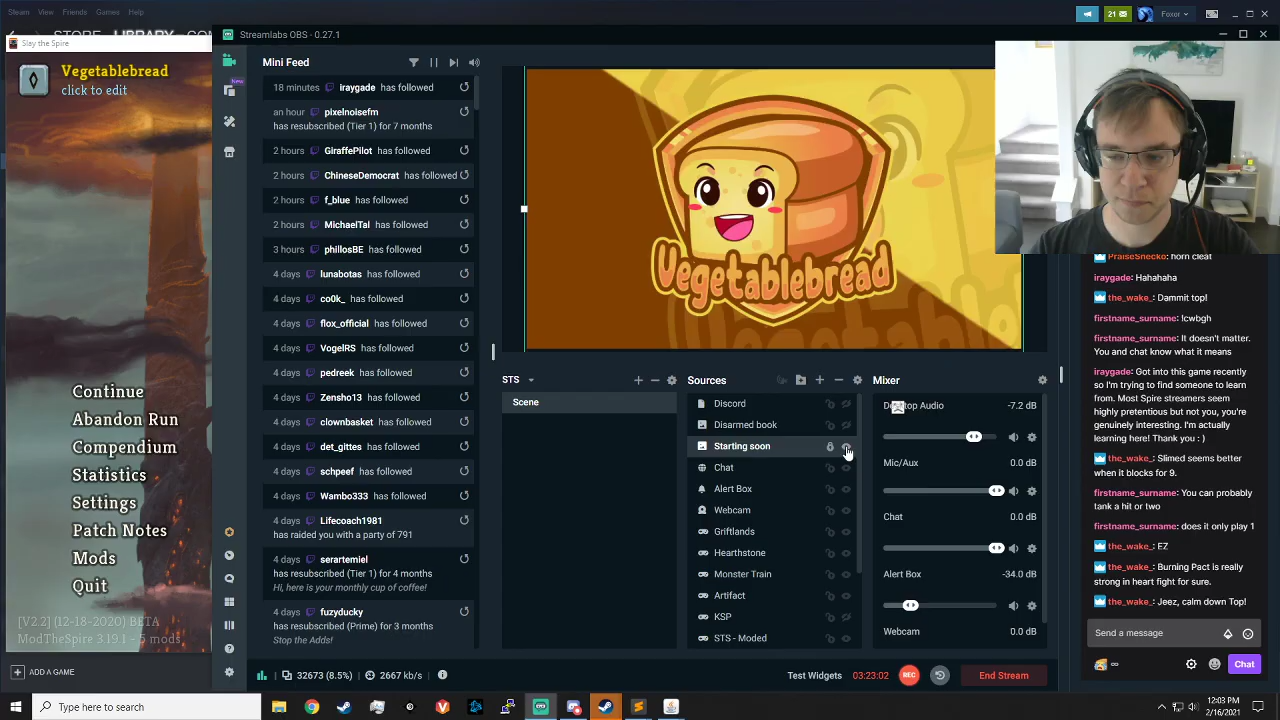 Steam View Friends Games Help
21
Foxor
STORE LIBRARY
Slay the Spire
Streamlabs OBS - 0.27.1
Vegetablebread
click to edit
Continue
Abandon Run
Compendium
Statistics
Settings
Patch Notes
Mods
Quit
[V2.2] (12-18-2020) BETA
ModTheSpire 3.19.1 - 5 mods
ADD A GAME
New
Mini Feed
18 minutes iraygade has followed
an hour pixelnoisefm
has resubscribed (Tier 1) for 7 months
2 hours GiraffePilot has followed
2 hours ChineseDemocrat has followed
2 hours f_blue has followed
2 hours MichaelTal has followed
3 hours phillosBE has followed
4 days lunabotas has followed
4 days co0k_ has followed
4 days flox_official has followed
4 days VogelRS has followed
4 days pedreek has followed
4 days Zensho13 has followed
4 days clownbasket has followed
4 days det_gittes has followed
4 days schpeef has followed
4 days Wambo333 has followed
4 days Lifecoach1981
has raided you with a party of 791
4 days serartemiel
has resubscribed (Tier 1) for 4 months
Hi, here is your monthly cup of coffee!
4 days fuzyducky
has resubscribed (Prime) for 3 months
Stop the Adds!
Vegetablebread
STS
Scene
Sources
Discord
Disarmed book
Starting soon
Chat
Alert Box
Webcam
Griftlands
Hearthstone
Monster Train
Artifact
KSP
STS - Moded
Mixer
Desktop Audio -7.2 dB
Mic/Aux 0.0 dB
Chat 0.0 dB
Alert Box -34.0 dB
Webcam 0.0 dB
PraiseSnecko: horn cleat
iraygade: Hahahaha
the_wake_: Dammit top!
firstname_surname: !cwbgh
firstname_surname: It doesn't matter.
You and chat know what it means
iraygade: Got into this game recently
so I'm trying to find someone to learn
from. Most Spire streamers seem
highly pretentious but not you, you're
genuinely interesting. I'm actually
learning here! Thank you : )
the_wake_: Slimed seems better
when it blocks for 9.
firstname_surname: You can probably
tank a hit or two
firstname_surname: does it only play 1
the_wake_: EZ
the_wake_: Burning Pact is really
strong in heart fight for sure.
the_wake_: Jeez, calm down Top!
Send a message
Chat
32673 (8.5%) 2667 kb/s
Test Widgets 03:23:02 REC End Stream
Type here to search
12:03 PM
2/16/2021